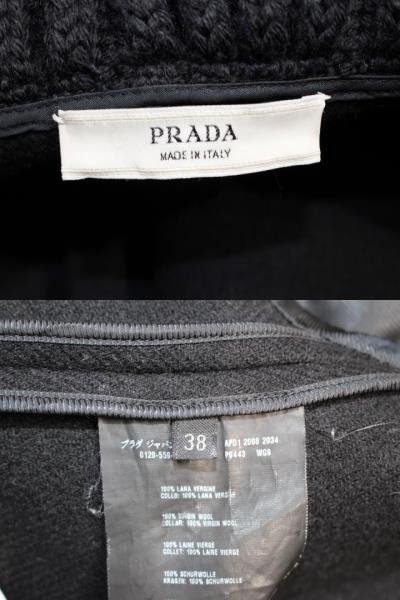 PRADA
MADE IN ITALY
プラダ ジャパン 38 APD1 2008 2034
0120-559 P6443 WG9
100% LANA VERGINE
COLLO: 100% LANA VERGINE
100% VIRGIN WOOL
COLLAR: 100% VIRGIN WOOL
100% LAINE VIERGE
COLLET: 100% LAINE VIERGE
100% SCHURWOLLE
KRAGEN: 100% SCHURWOLLE